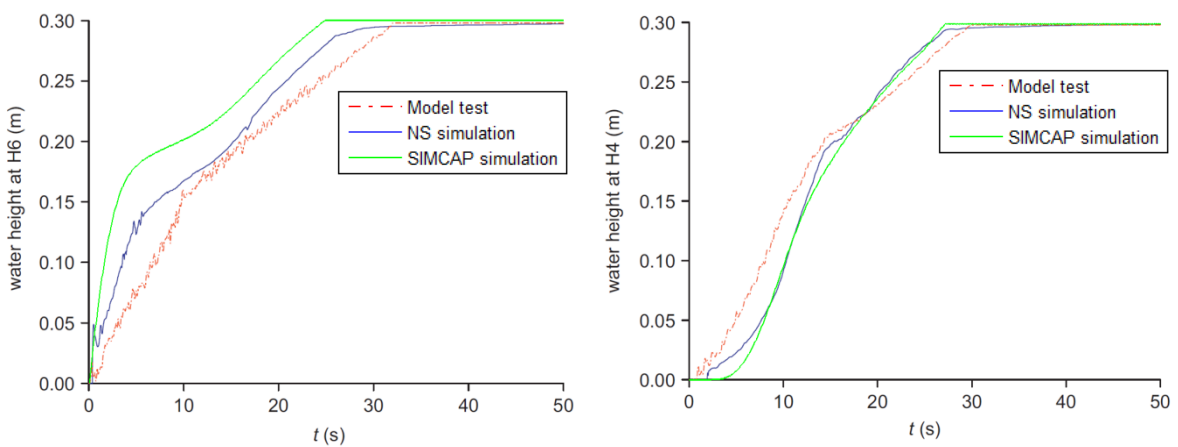 0.30
0.25
0.20
0.15
0.10
0.05
0.00
water height at H6 (m)
Model test
NS simulation
SIMCAP simulation
0 10 20 30 40 50
t (s)
0.30
0.25
0.20
0.15
0.10
0.05
0.00
water height at H4 (m)
Model test
NS simulation
SIMCAP simulation
0 10 20 30 40 50
t (s)